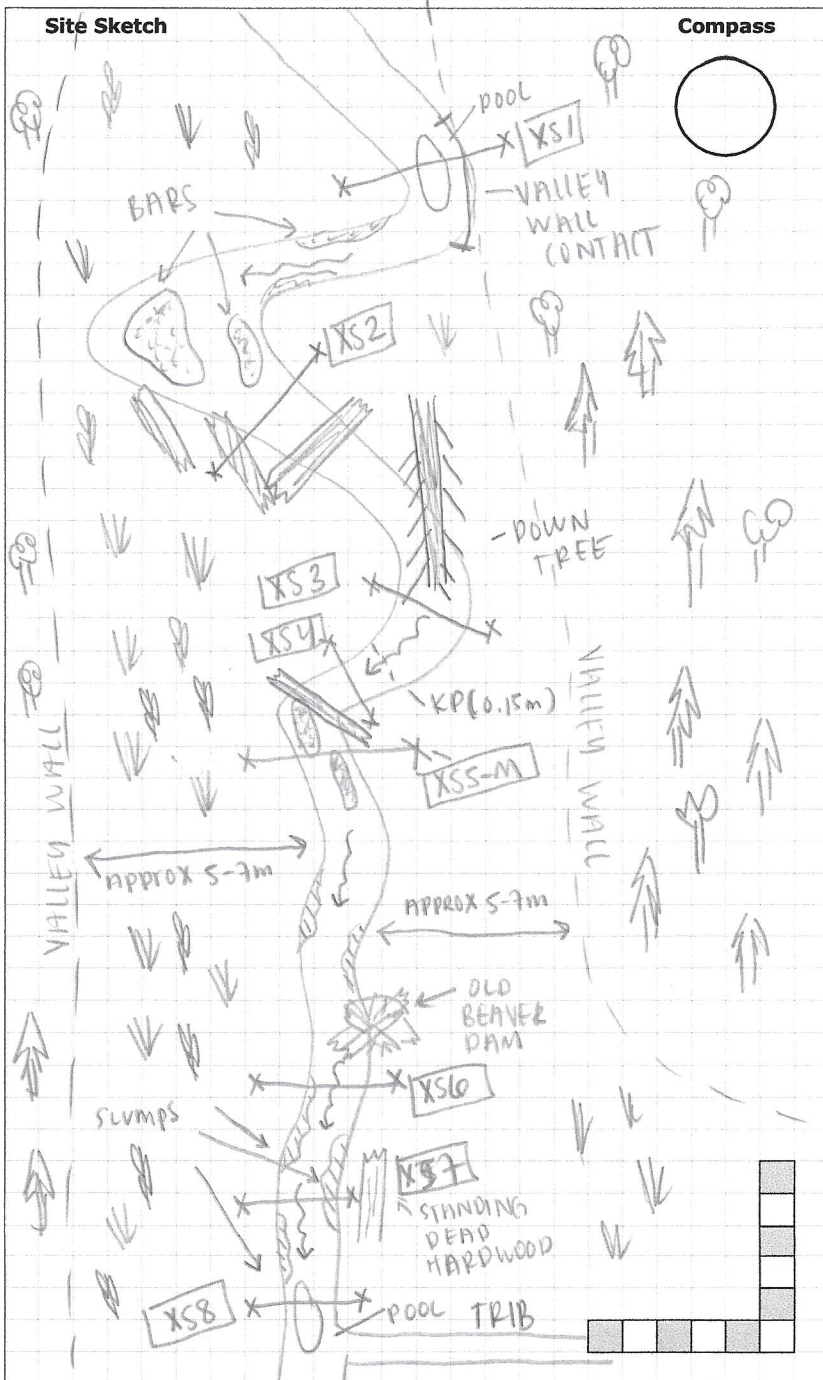 Site Sketch
Compass
POOL
XS1
VALLEY
WALL
CONTACT
BARS
XS2
DOWN
TREE
XS3
XS4
KP(0.15m)
XS5-M
VALLEY WALL
VALLEY WALL
APPROX 5-7m
APPROX 5-7m
OLD
BEAVER
DAM
XS6
SLUMPS
XS7
STANDING
DEAD
HARDWOOD
XS8
POOL
TRIB